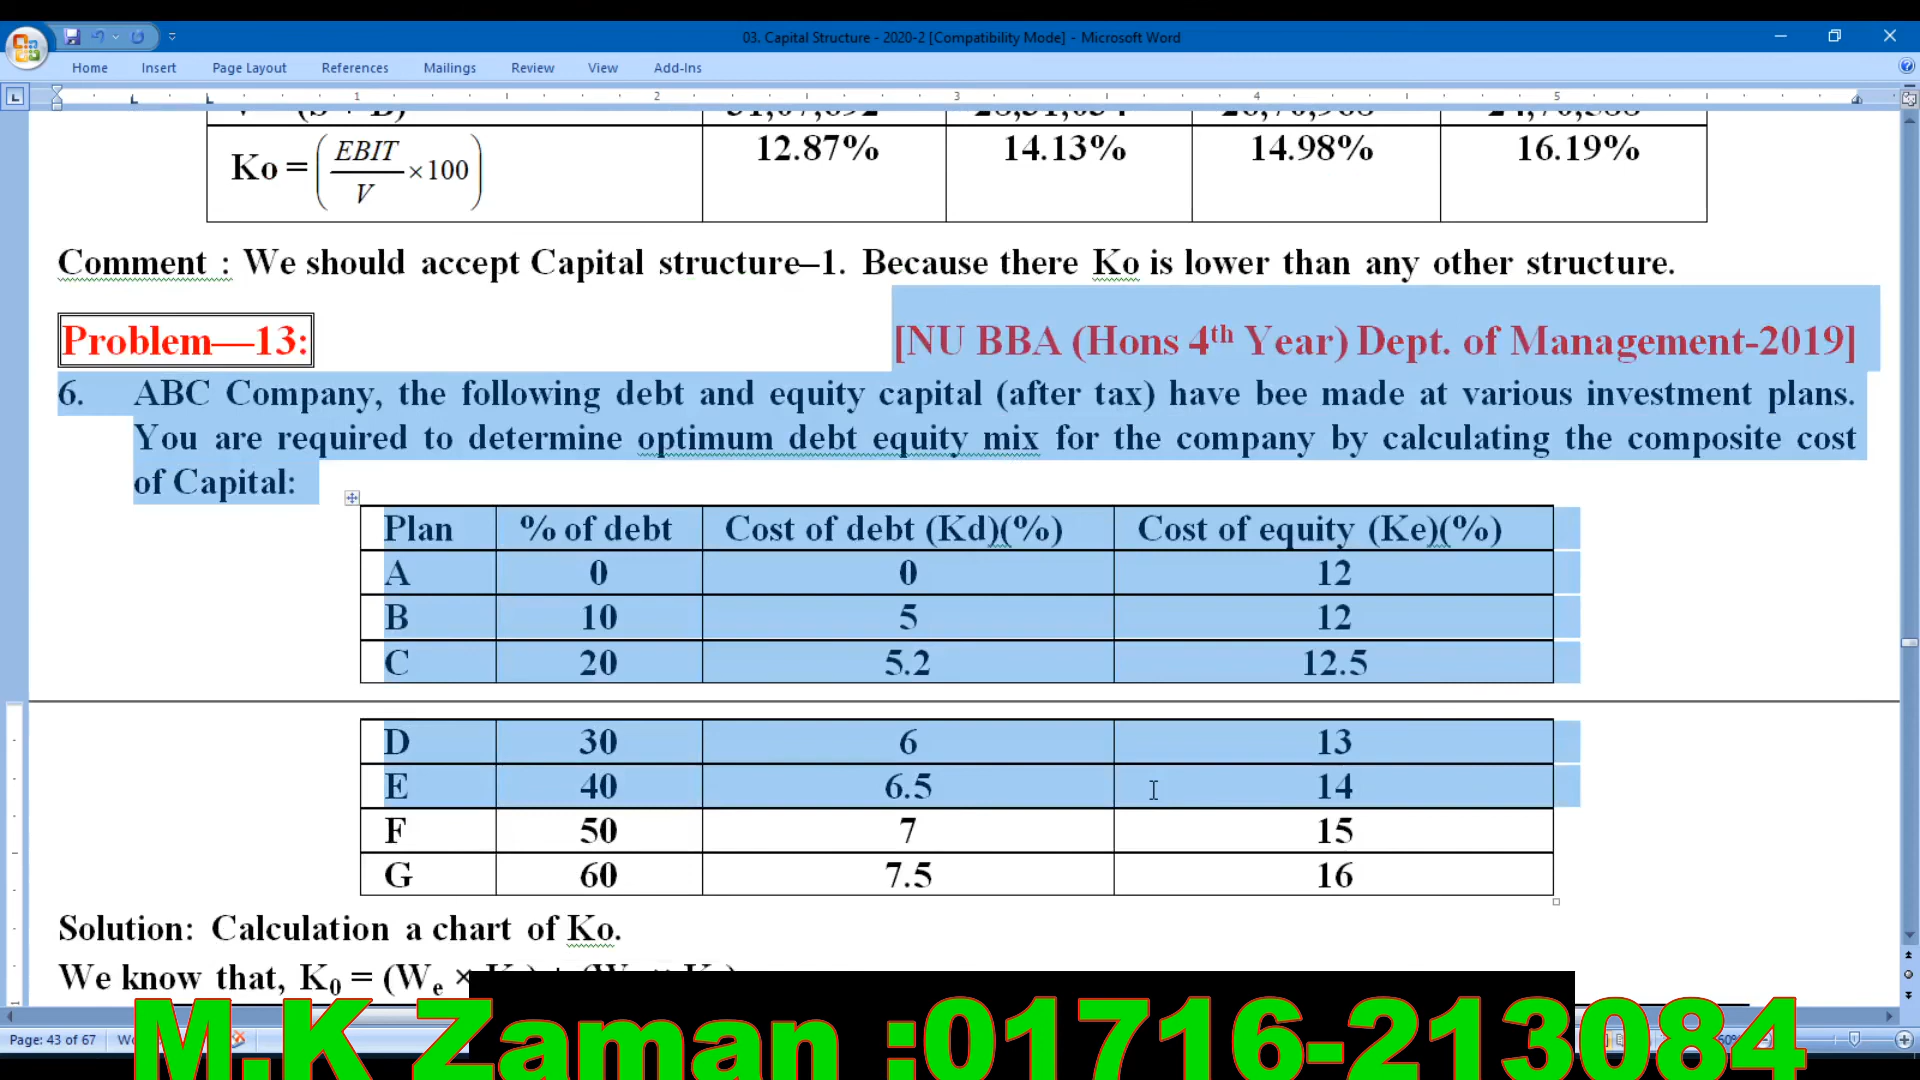 03. Capital Structure - 2020-2 [Compatibility Mode] - Microsoft Word
Home Insert Page Layout References Mailings Review View Add-Ins
1 2 3 4 5
Ko = (EBIT/V ×100) 12.87% 14.13% 14.98% 16.19%
Comment : We should accept Capital structure–1. Because there Ko is lower than any other structure.
Problem—13: [NU BBA (Hons 4th Year) Dept. of Management-2019]
6. ABC Company, the following debt and equity capital (after tax) have bee made at various investment plans.
You are required to determine optimum debt equity mix for the company by calculating the composite cost
of Capital:
Plan % of debt Cost of debt (Kd)(%) Cost of equity (Ke)(%)
A 0 0 12
B 10 5 12
C 20 5.2 12.5
D 30 6 13
E 40 6.5 14
F 50 7 15
G 60 7.5 16
Solution: Calculation a chart of Ko.
We know that, K0 = (We ×
Page: 43 of 67
M.K Zaman :01716-213084